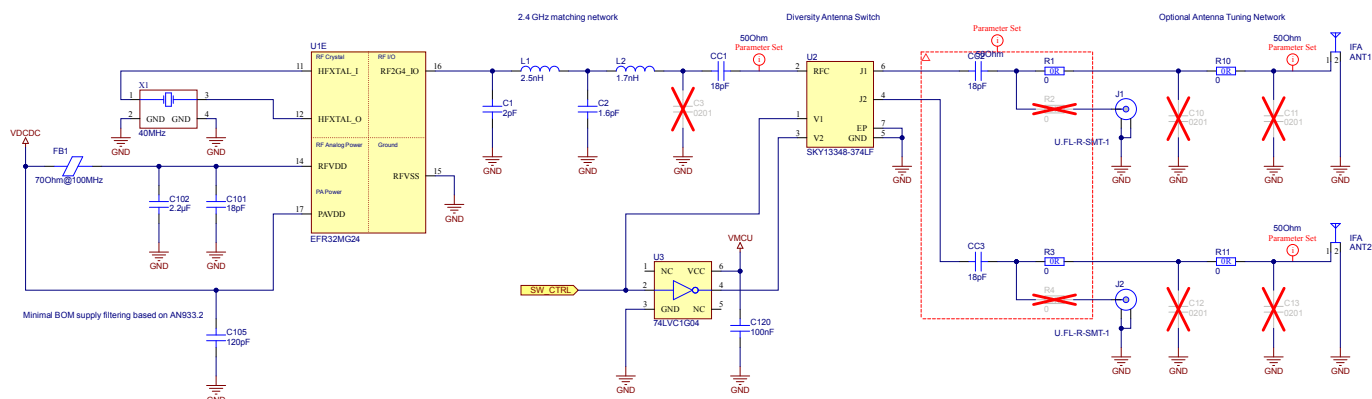 2.4 GHz matching network
Diversity Antenna Switch
Optional Antenna Tuning Network
U1E
RF Crystal
RF I/O
11
HFXTAL_I
RF2G4_IO
16
12
HFXTAL_O
RF Analog Power
Ground
14
RFVDD
RFVSS
15
PA Power
17
PAVDD
EFR32MG24
X1
1
3
2
GND
GND
4
40MHz
GND
GND
VDCDC
FB1
70Ohm@100MHz
C102
2.2µF
GND
C101
18pF
GND
GND
Minimal BOM supply filtering based on AN933.2
C105
120pF
GND
L1
2.5nH
L2
1.7nH
C1
2pF
GND
C2
1.6pF
GND
C3
0201
GND
CC1
18pF
50Ohm
Parameter Set
i
U2
2
RFC
J1
6
J2
4
1
V1
3
V2
EP
7
GND
5
SKY13348-374LF
GND
SW_CTRL
U3
1
NC
VCC
6
2
4
3
GND
NC
5
74LVC1G04
GND
VMCU
C120
100nF
GND
Parameter Set
i
50Ohm
CC2
18pF
R1
0R
0
R2
0
J1
U.FL-R-SMT-1
GND
C10
0201
GND
R10
0R
0
C11
0201
GND
50Ohm
Parameter Set
i
1
2
IFA
ANT1
GND
CC3
18pF
R3
0R
0
R4
0
J2
U.FL-R-SMT-1
GND
C12
0201
GND
R11
0R
0
C13
0201
GND
50Ohm
Parameter Set
i
1
2
IFA
ANT2
GND